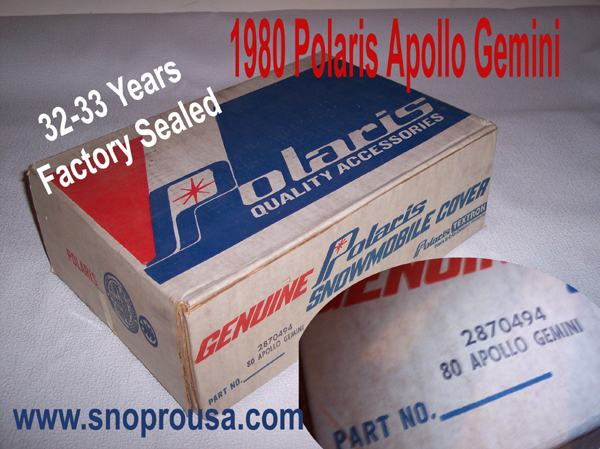 1980 Polaris Apollo Gemini
32-33 Years
Factory Sealed
Polaris
QUALITY ACCESSORIES
POLARIS
GENUINE Polaris
SNOWMOBILE COVER
Polaris TEXTRON
2870494
80 APOLLO GEMINI
PART NO.
GENUIN
2870494
80 APOLLO GEMINI
PART NO.
www.snoprousa.com